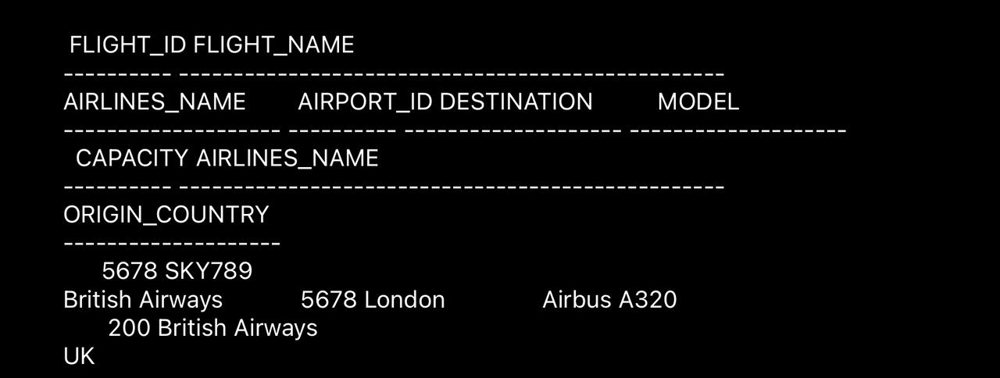 FLIGHT_ID FLIGHT_NAME
---------- --------------------------------------------------
AIRLINES_NAME AIRPORT_ID DESTINATION MODEL
-------------------- ---------- -------------------- --------------------
CAPACITY AIRLINES_NAME
---------- --------------------------------------------------
ORIGIN_COUNTRY
--------------------
5678 SKY789
British Airways 5678 London Airbus A320
200 British Airways
UK